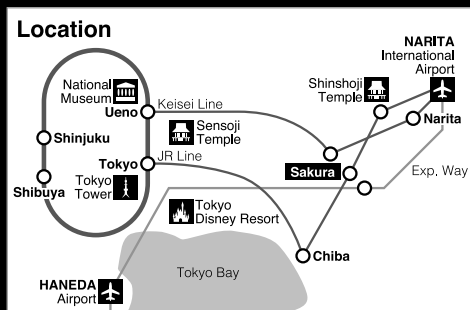 Location
NARITA
International
Airport
National
Museum
Ueno
Keisei Line
Shinshoji
Temple
Sensoji
Temple
Narita
Shinjuku
Tokyo
JR Line
Sakura
Exp. Way
Shibuya
Tokyo
Tower
Tokyo
Disney Resort
Chiba
Tokyo Bay
HANEDA
Airport